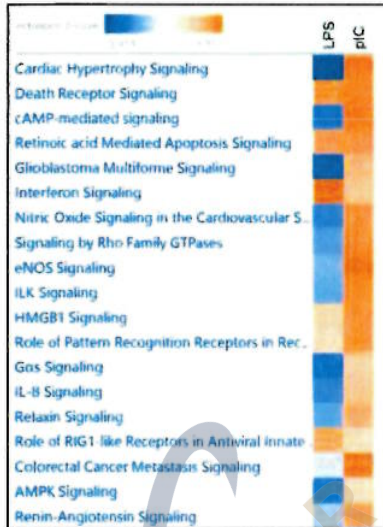 LPS
pIC
Cardiac Hypertrophy Signaling
Death Receptor Signaling
cAMP-mediated signaling
Retinoic acid Mediated Apoptosis Signaling
Glioblastoma Multiforme Signaling
Interferon Signaling
Nitric Oxide Signaling in the Cardiovascular S...
Signaling by Rho Family GTPases
eNOS Signaling
ILK Signaling
HMGB1 Signaling
Role of Pattern Recognition Receptors in Rec...
Gαs Signaling
IL-8 Signaling
Relaxin Signaling
Role of RIG1-like Receptors in Antiviral Innate ...
Colorectal Cancer Metastasis Signaling
AMPK Signaling
Renin-Angiotensin Signaling